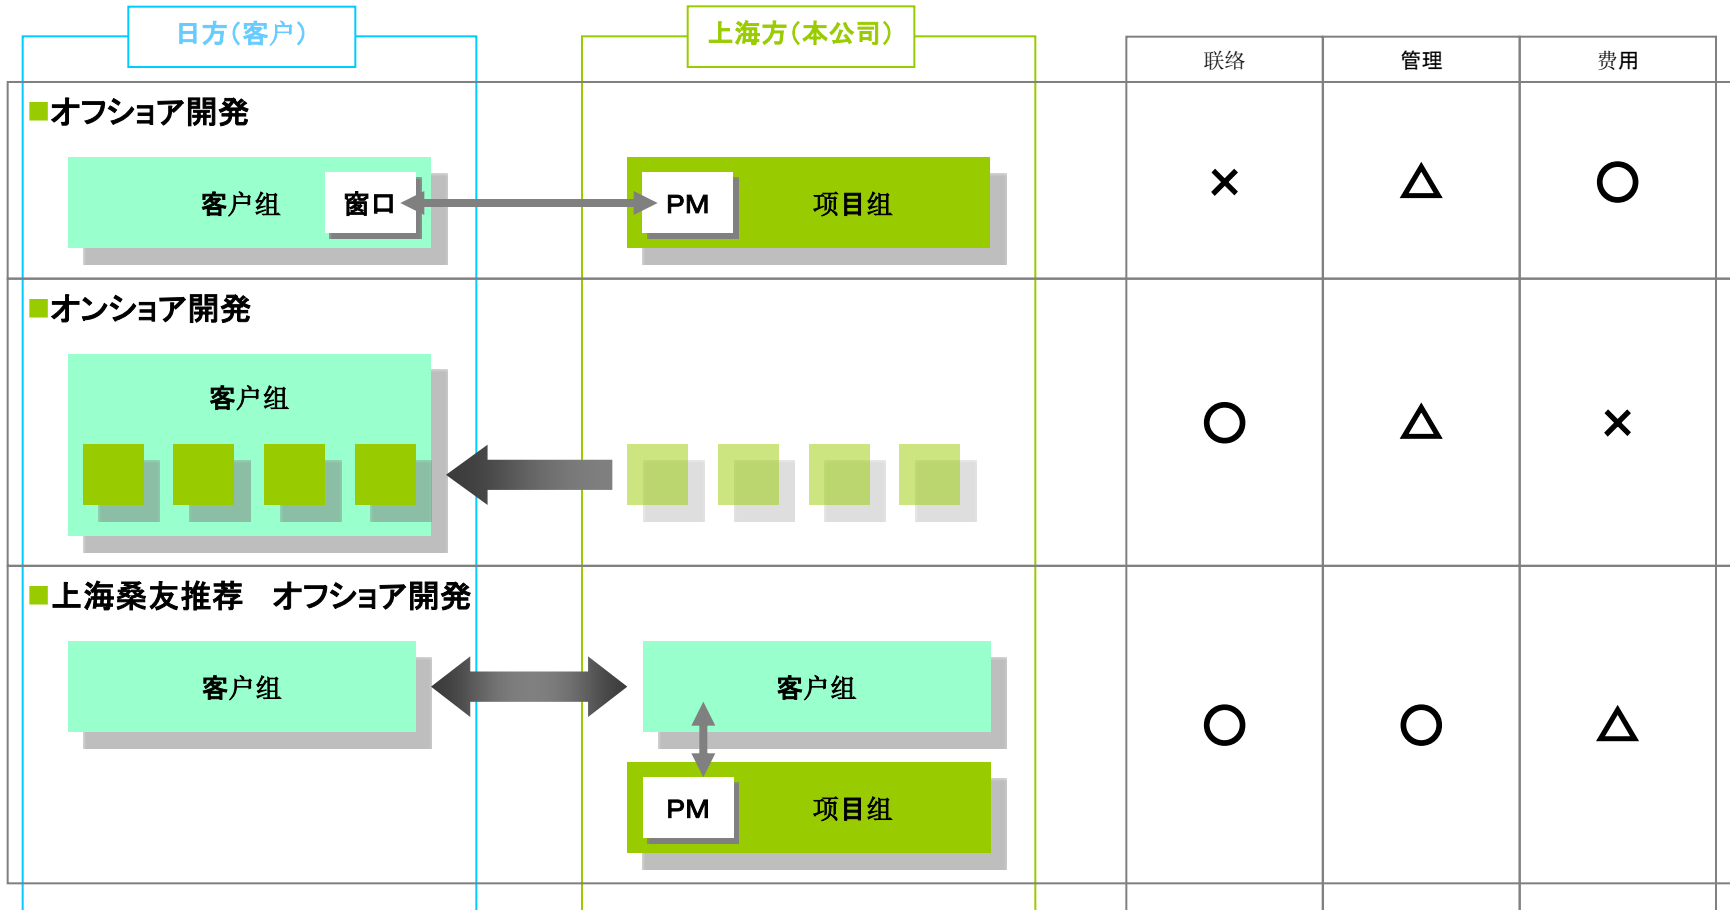 日方(客户)
上海方(本公司)
联络
管理
费用
■オフショア開発
客户组
窗口
PM
项目组
×
△
○
■オンショア開発
客户组
○
△
×
■上海桑友推荐　オフショア開発
客户组
客户组
PM
项目组
○
○
△